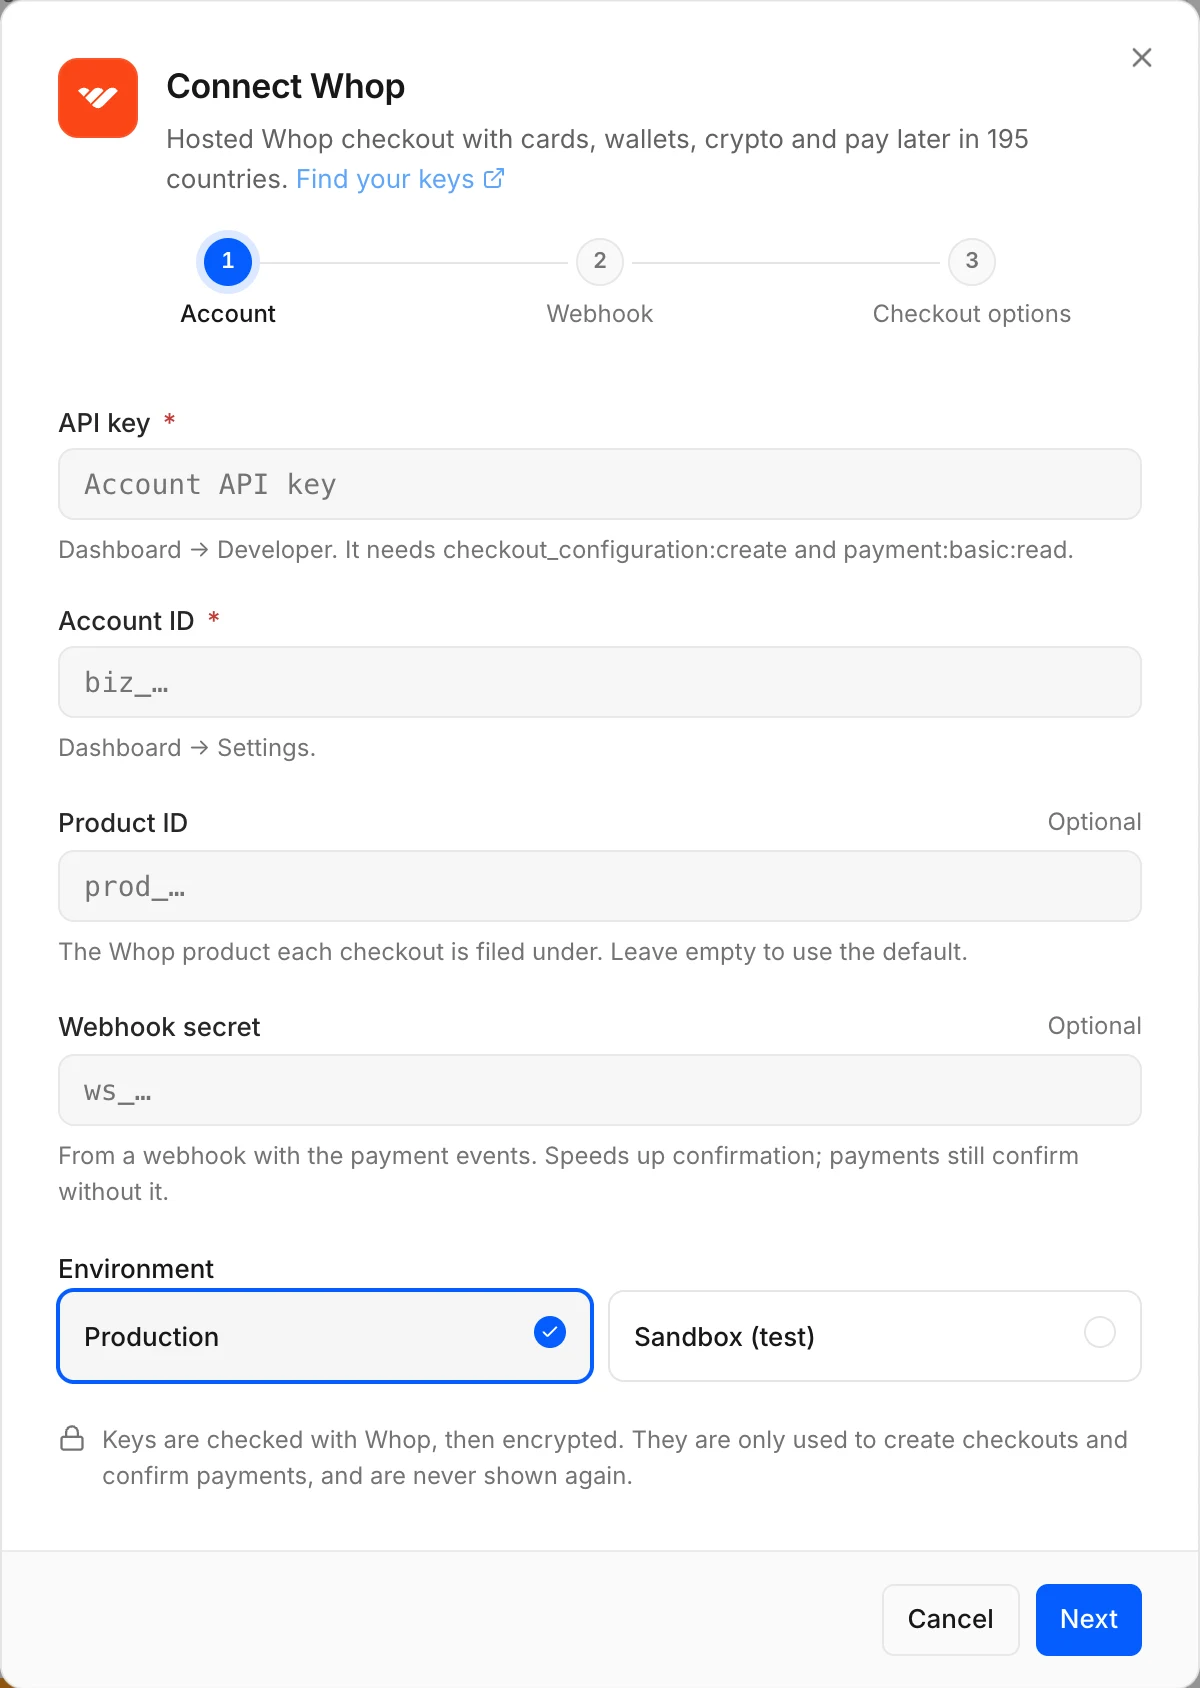 Connect Whop
Hosted Whop checkout with cards, wallets, crypto and pay later in 195
countries. Find your keys
1
2
3
Account
Webhook
Checkout options
API key *
Account API key
Dashboard → Developer. It needs checkout_configuration:create and payment:basic:read.
Account ID *
biz_…
Dashboard → Settings.
Product ID
Optional
prod_…
The Whop product each checkout is filed under. Leave empty to use the default.
Webhook secret
Optional
ws_…
From a webhook with the payment events. Speeds up confirmation; payments still confirm
without it.
Environment
Production
Sandbox (test)
Keys are checked with Whop, then encrypted. They are only used to create checkouts and
confirm payments, and are never shown again.
Cancel
Next